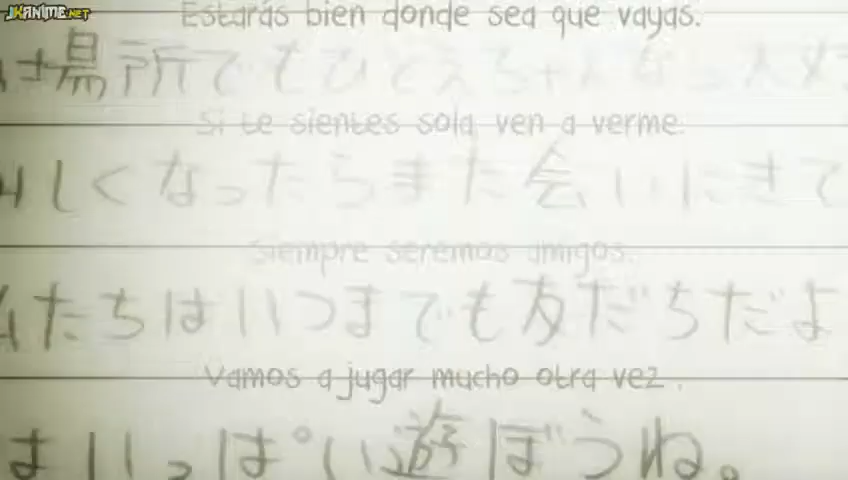 JKANIME.NET
Estarás bien donde sea que vayas.
場所でも
Si te sientes sola ven a verme.
しくなったらまた会いにきて
Siempre seremos amigos.
たちはいつまでも友だちだよ
Vamos a jugar mucho otra vez.
はいっぱい遊ぼうね。